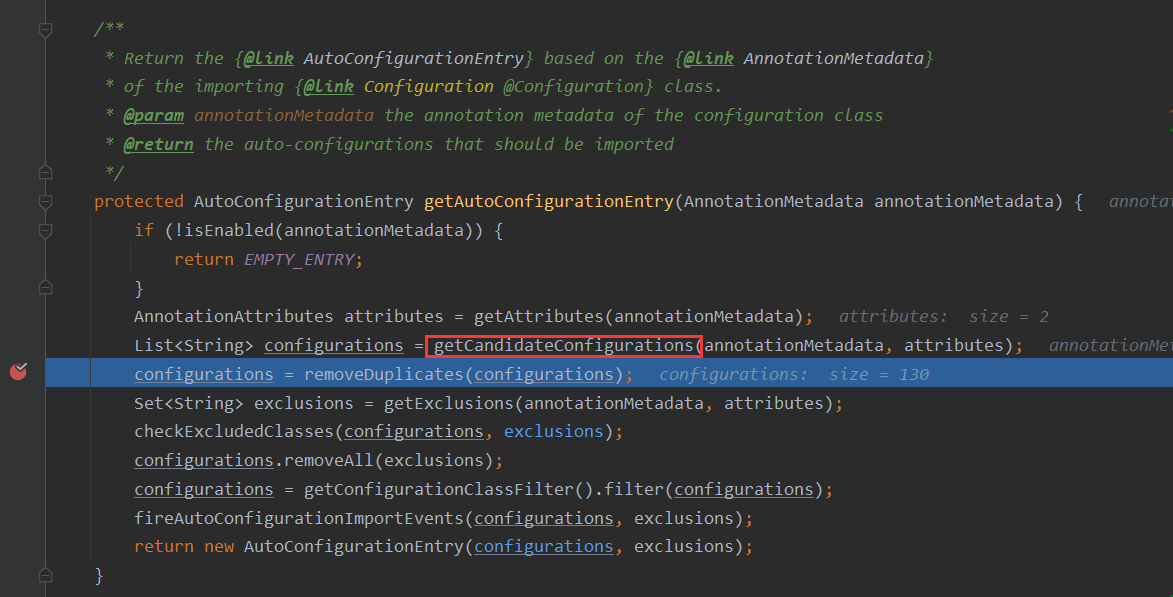 /**
 * Return the {@link AutoConfigurationEntry} based on the {@link AnnotationMetadata}
 * of the importing {@link Configuration @Configuration} class.
 * @param annotationMetadata the annotation metadata of the configuration class
 * @return the auto-configurations that should be imported
 */
protected AutoConfigurationEntry getAutoConfigurationEntry(AnnotationMetadata annotationMetadata) {
    if (!isEnabled(annotationMetadata)) {
        return EMPTY_ENTRY;
    }
    AnnotationAttributes attributes = getAttributes(annotationMetadata);  attributes:  size = 2
    List<String> configurations = getCandidateConfigurations(annotationMetadata, attributes);
    configurations = removeDuplicates(configurations);  configurations:  size = 130
    Set<String> exclusions = getExclusions(annotationMetadata, attributes);
    checkExcludedClasses(configurations, exclusions);
    configurations.removeAll(exclusions);
    configurations = getConfigurationClassFilter().filter(configurations);
    fireAutoConfigurationImportEvents(configurations, exclusions);
    return new AutoConfigurationEntry(configurations, exclusions);
}